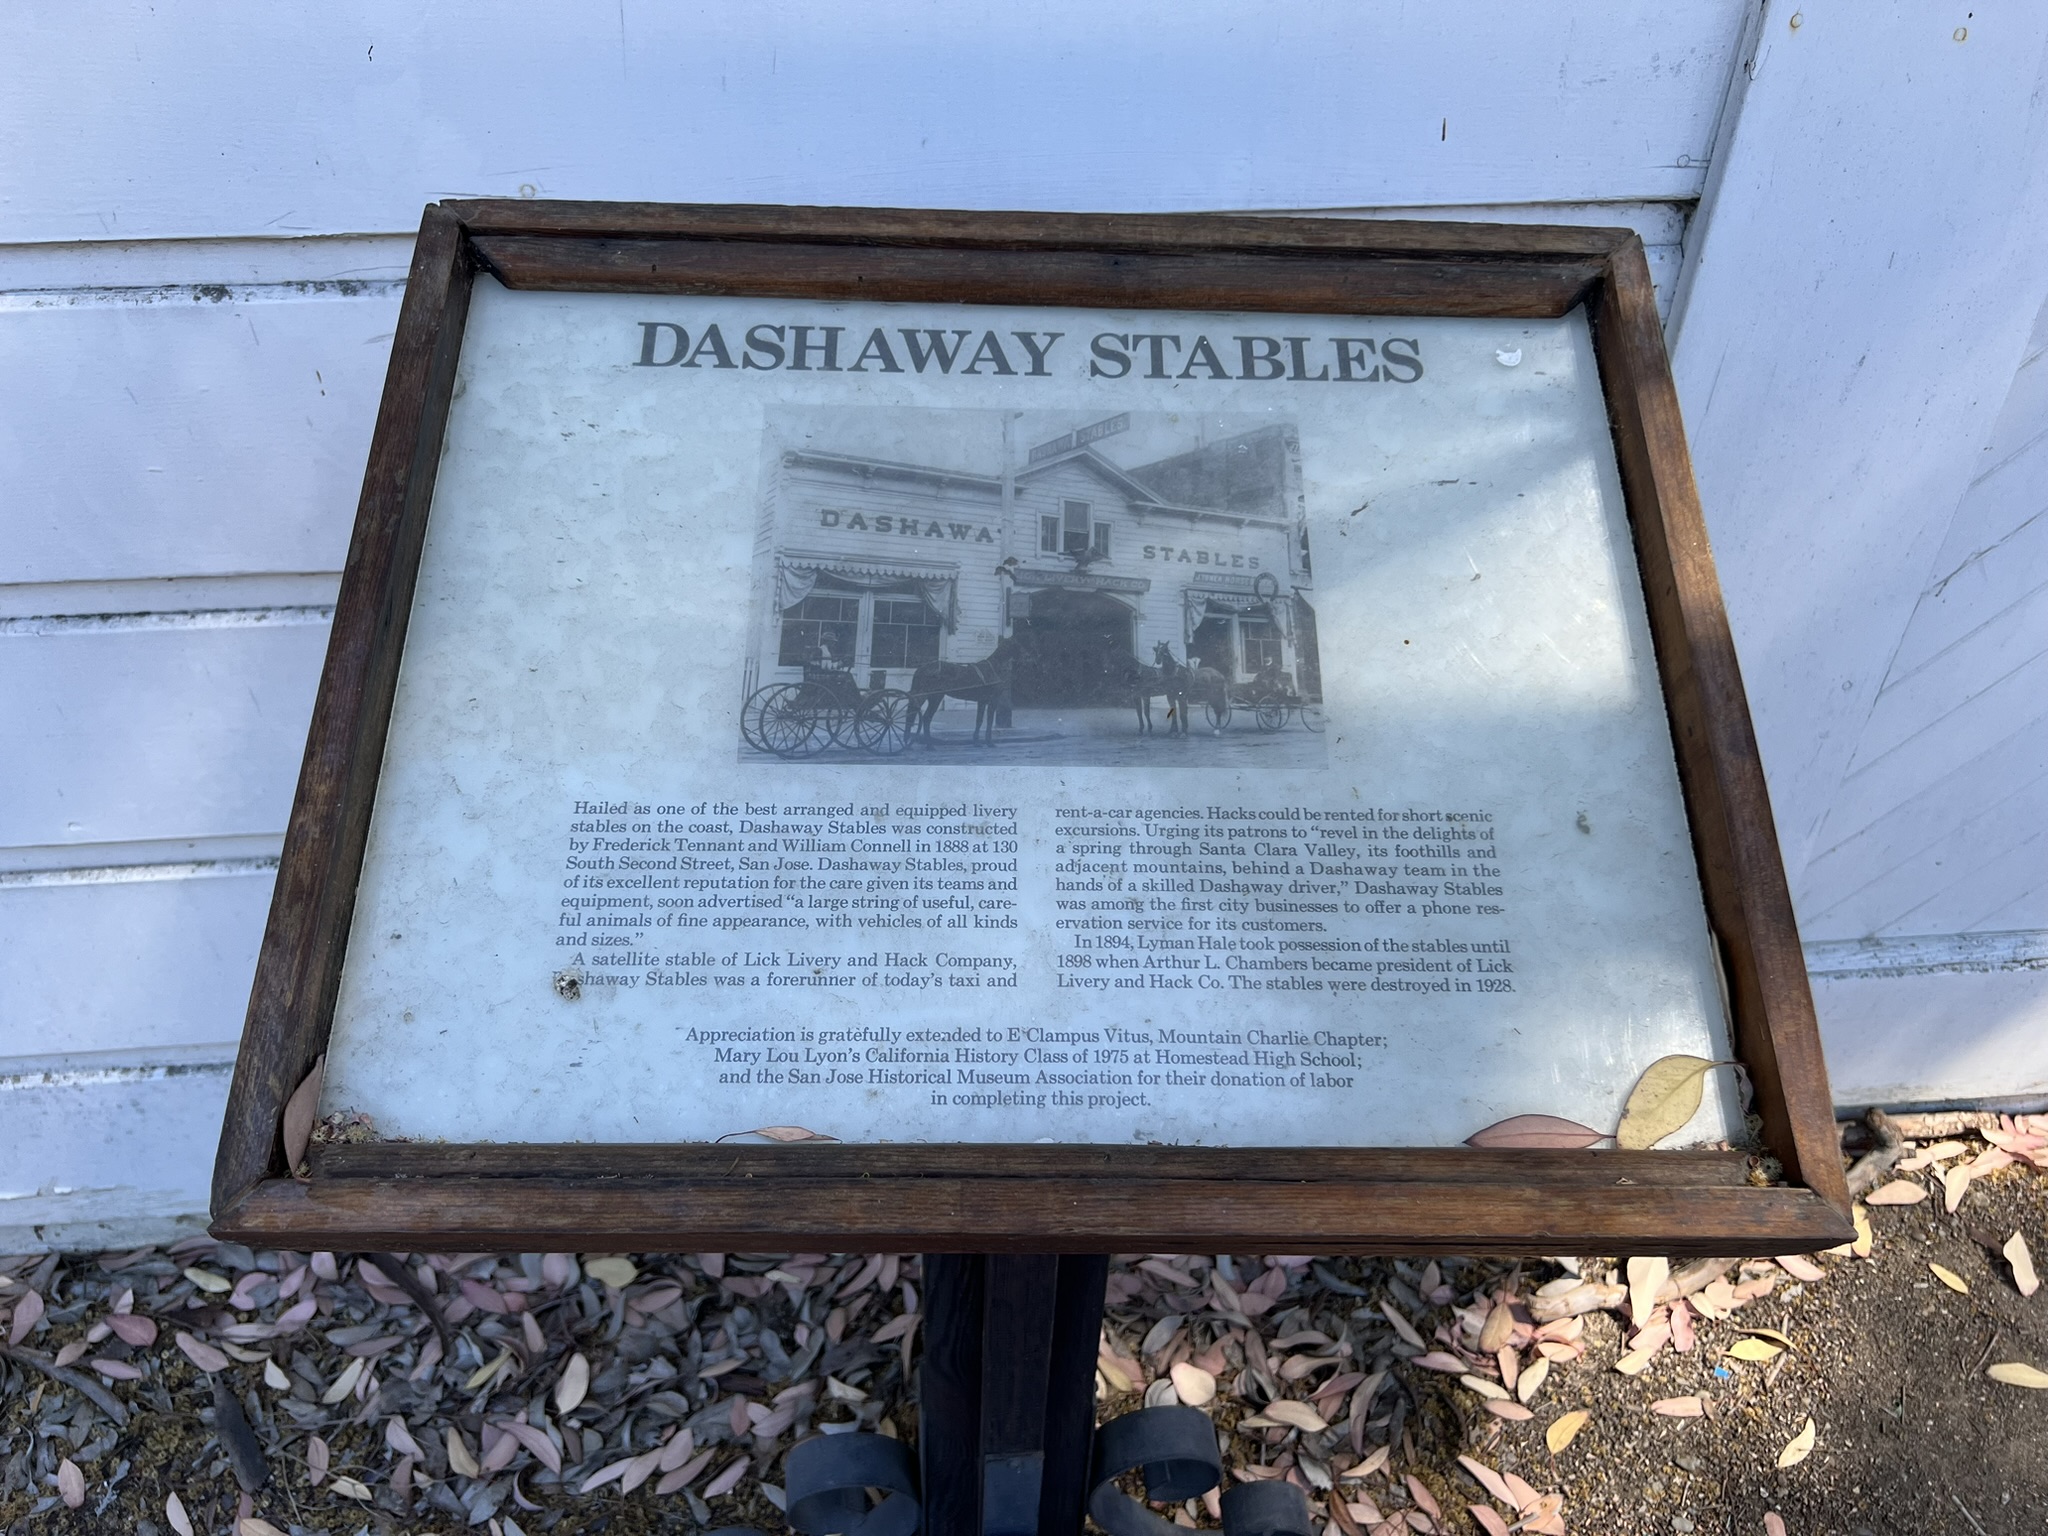 DASHAWAY STABLES
STABLES
DASHAWA
STABLES
LIVERY HACK CO
Hailed as one of the best arranged and equipped livery
stables on the coast, Dashaway Stables was constructed
by Frederick Tennant and William Connell in 1888 at 130
South Second Street, San Jose. Dashaway Stables, proud
of its excellent reputation for the care given its teams and
equipment, soon advertised “a large string of useful, care-
ful animals of fine appearance, with vehicles of all kinds
and sizes.”
A satellite stable of Lick Livery and Hack Company,
shaway Stables was a forerunner of today's taxi and
rent-a-car agencies. Hacks could be rented for short scenic
excursions. Urging its patrons to “revel in the delights of
a spring through Santa Clara Valley, its foothills and
adjacent mountains, behind a Dashaway team in the
hands of a skilled Dashaway driver,” Dashaway Stables
was among the first city businesses to offer a phone res-
ervation service for its customers.
In 1894, Lyman Hale took possession of the stables until
1898 when Arthur L. Chambers became president of Lick
Livery and Hack Co. The stables were destroyed in 1928.
Appreciation is gratefully extended to E Clampus Vitus, Mountain Charlie Chapter;
Mary Lou Lyon's California History Class of 1975 at Homestead High School;
and the San Jose Historical Museum Association for their donation of labor
in completing this project.